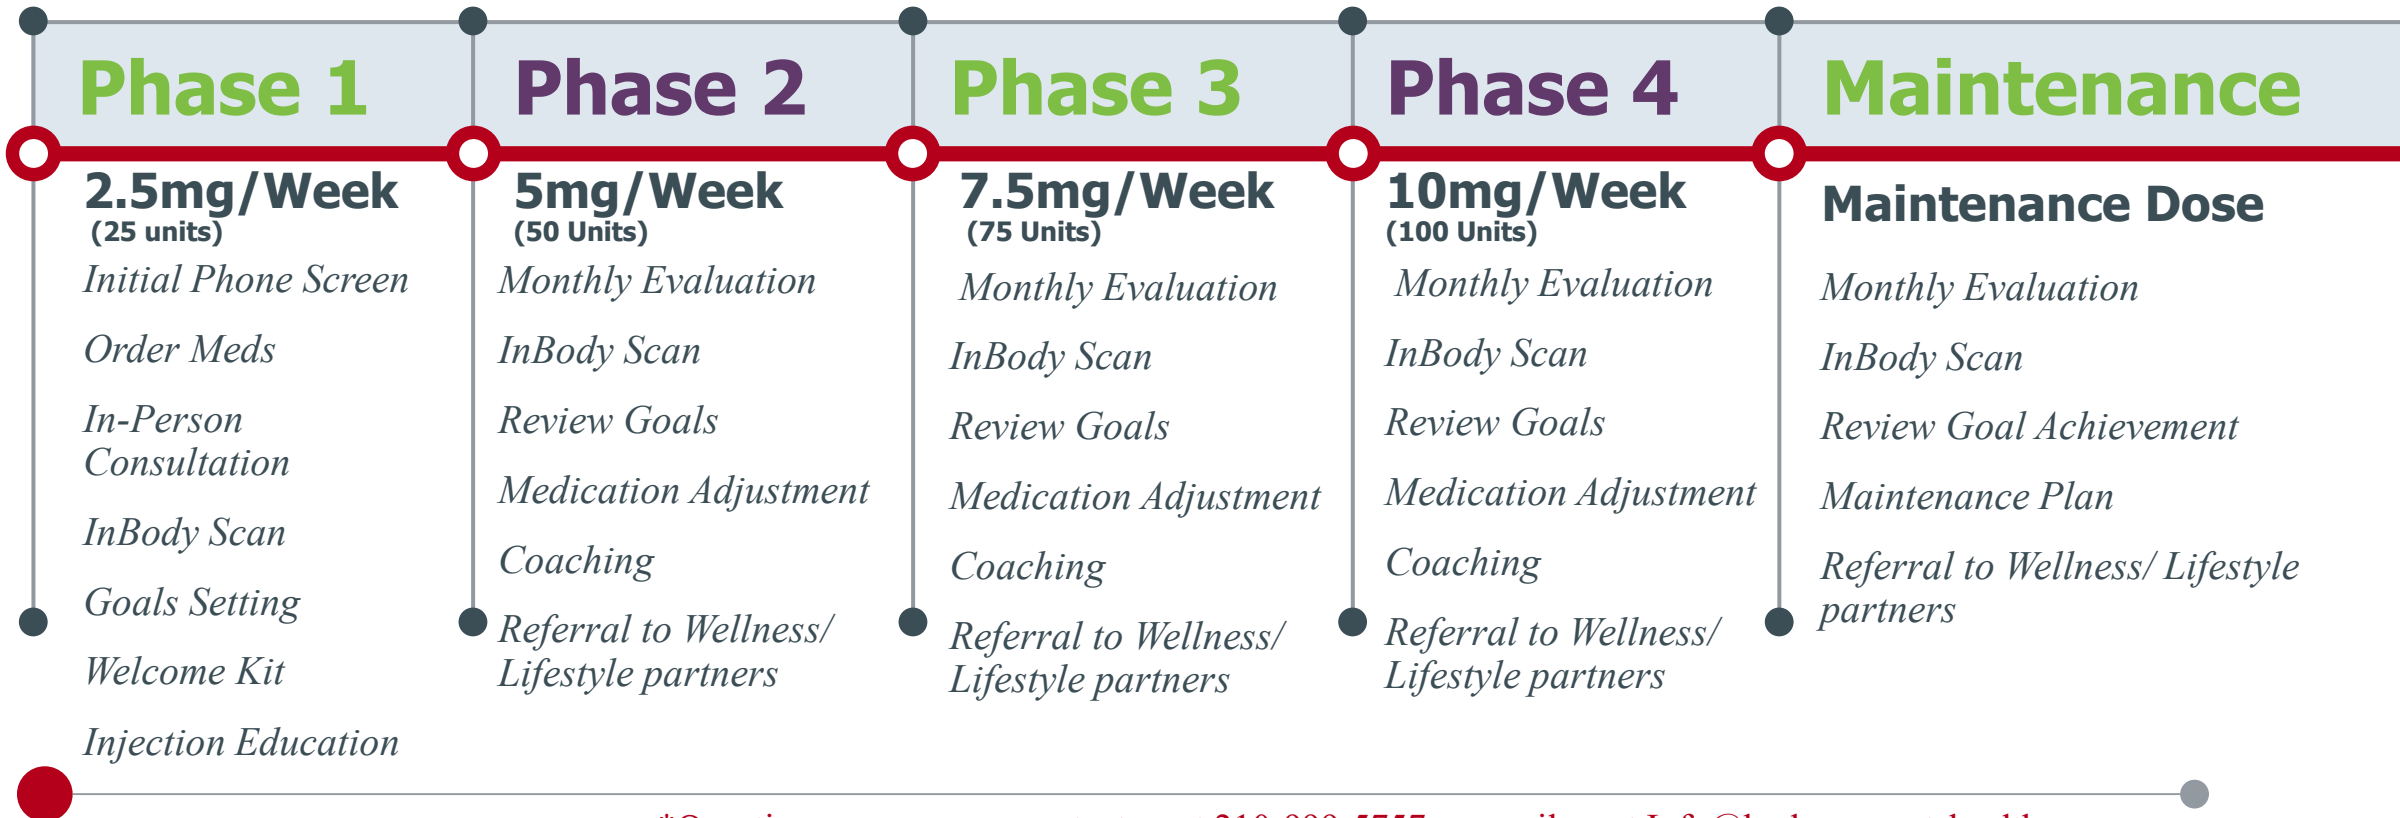 Phase 1
2.5mg/Week
(25 units)
Initial Phone Screen
Order Meds
In-Person
Consultation
InBody Scan
Goals Setting
Welcome Kit
Injection Education
Phase 2
5mg/Week
(50 Units)
Monthly Evaluation
InBody Scan
Review Goals
Medication Adjustment
Coaching
Referral to Wellness/
Lifestyle partners
Phase 3
7.5mg/Week
(75 Units)
Monthly Evaluation
InBody Scan
Review Goals
Medication Adjustment
Coaching
Referral to Wellness/
Lifestyle partners
Phase 4
10mg/Week
(100 Units)
Monthly Evaluation
InBody Scan
Review Goals
Medication Adjustment
Coaching
Referral to Wellness/
Lifestyle partners
Maintenance
Maintenance Dose
Monthly Evaluation
InBody Scan
Review Goal Achievement
Maintenance Plan
Referral to Wellness/ Lifestyle
partners